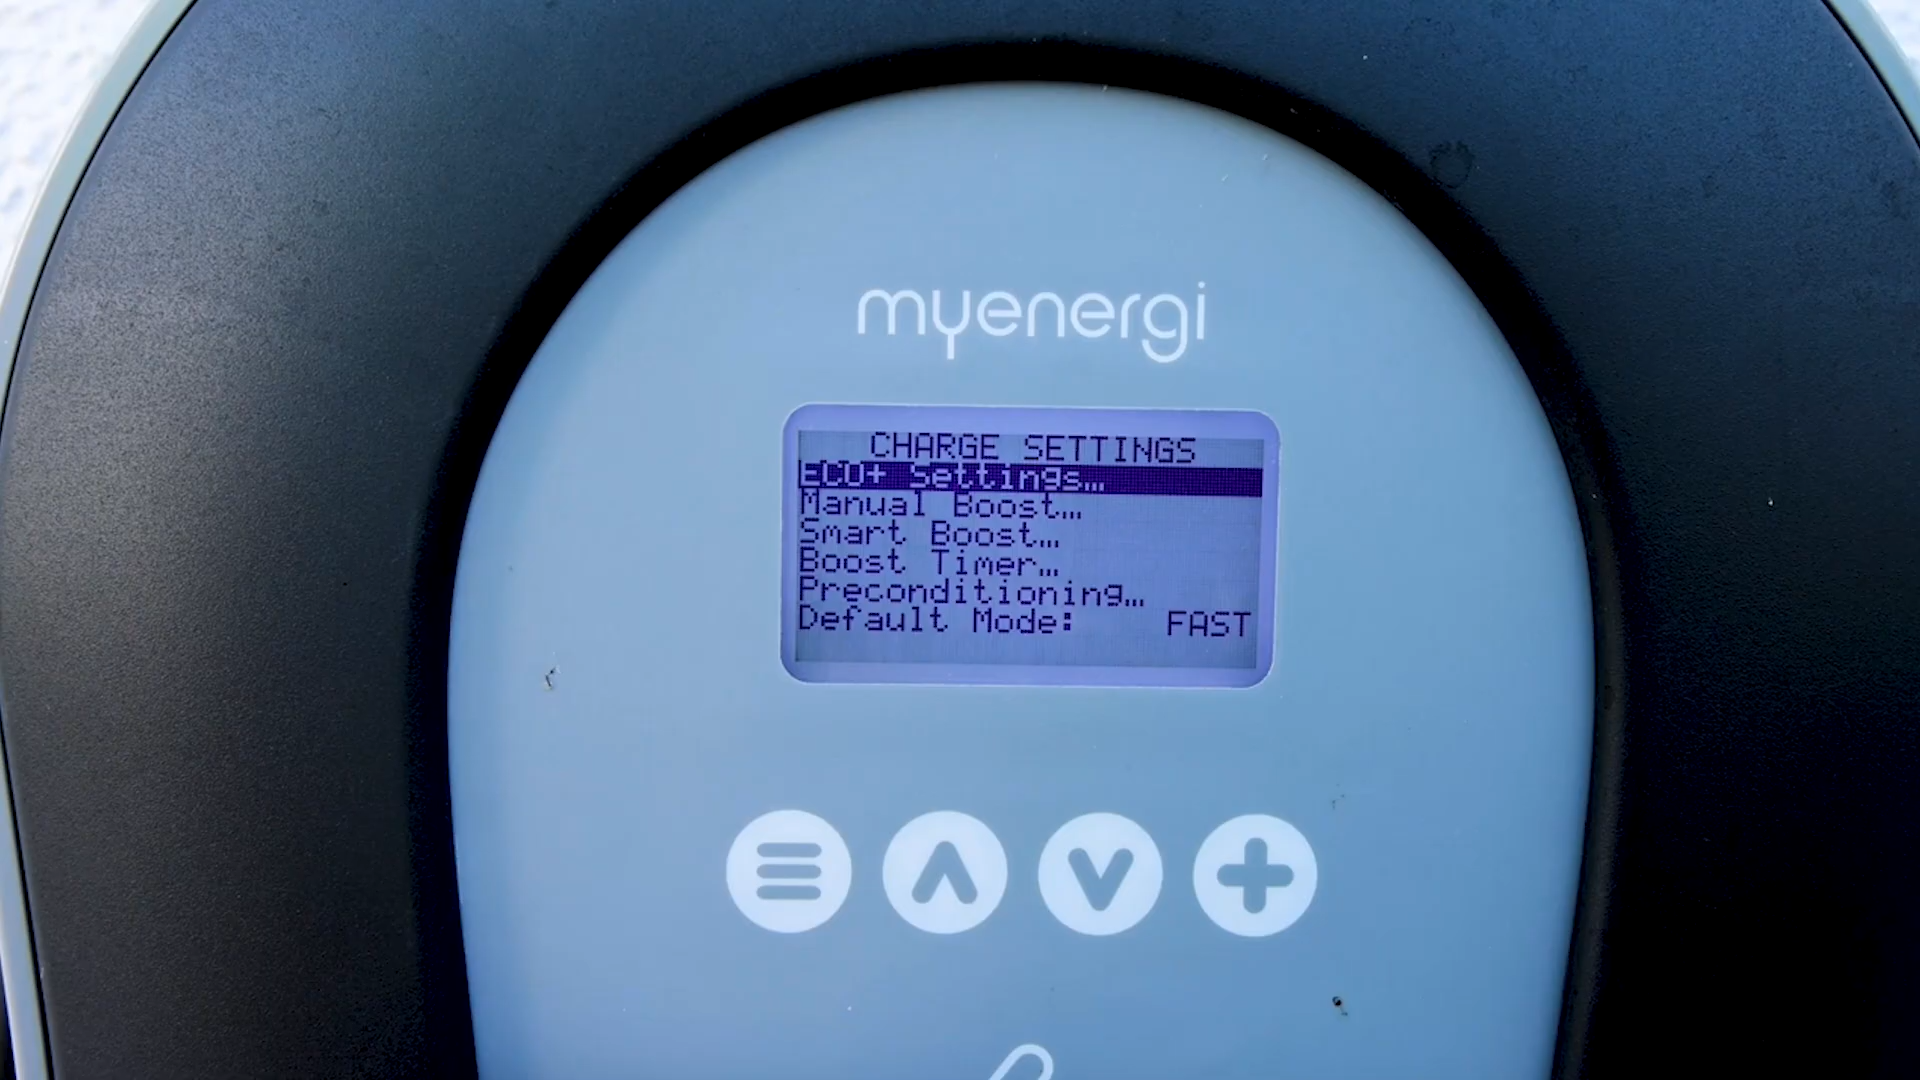 myenergi
CHARGE SETTINGS
ECO+ Settings...
Manual Boost...
Smart Boost...
Boost Timer...
Preconditioning...
Default Mode: FAST